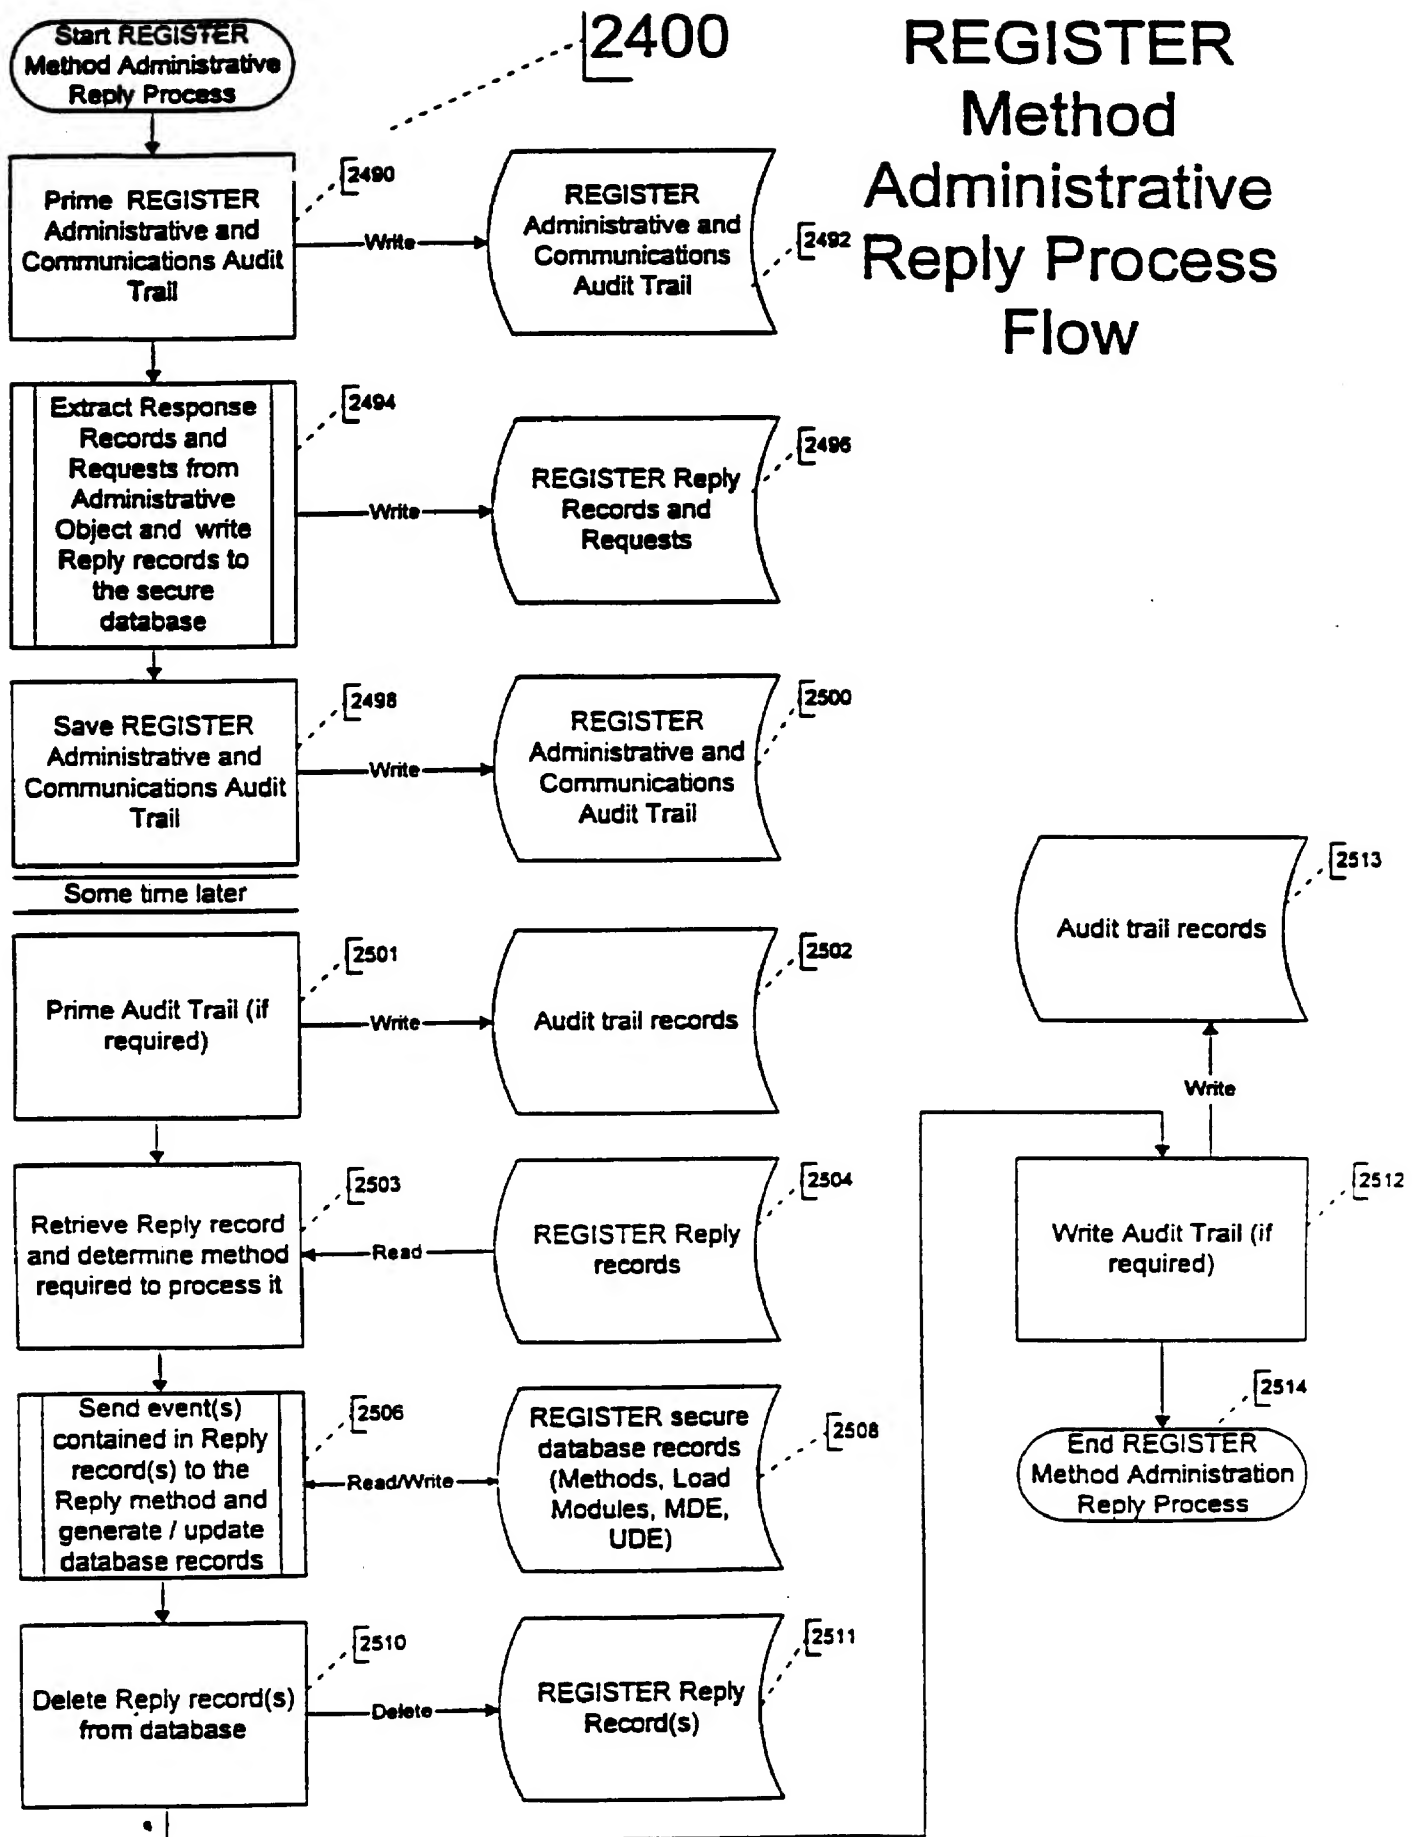 Start REGISTER
Method Administrative
Reply Process
2400
REGISTER
Method
Administrative
Reply Process
Flow
Prime REGISTER
Administrative and
Communications Audit
Trail
2490
Write
REGISTER
Administrative and
Communications
Audit Trail
2492
Extract Response
Records and
Requests from
Administrative
Object and write
Reply records to
the secure
database
2494
Write
REGISTER Reply
Records and
Requests
2496
Save REGISTER
Administrative and
Communications Audit
Trail
2498
Write
REGISTER
Administrative and
Communications
Audit Trail
2500
Some time later
Prime Audit Trail (if
required)
2501
Write
Audit trail records
2502
Retrieve Reply record
and determine method
required to process it
2503
Read
REGISTER Reply
records
2504
Send event(s)
contained in Reply
record(s) to the
Reply method and
generate / update
database records
2506
Read/Write
REGISTER secure
database records
(Methods, Load
Modules, MDE,
UDE)
2508
Delete Reply record(s)
from database
2510
Delete
REGISTER Reply
Record(s)
2511
Audit trail records
2513
Write
Write Audit Trail (if
required)
2512
End REGISTER
Method Administration
Reply Process
2514